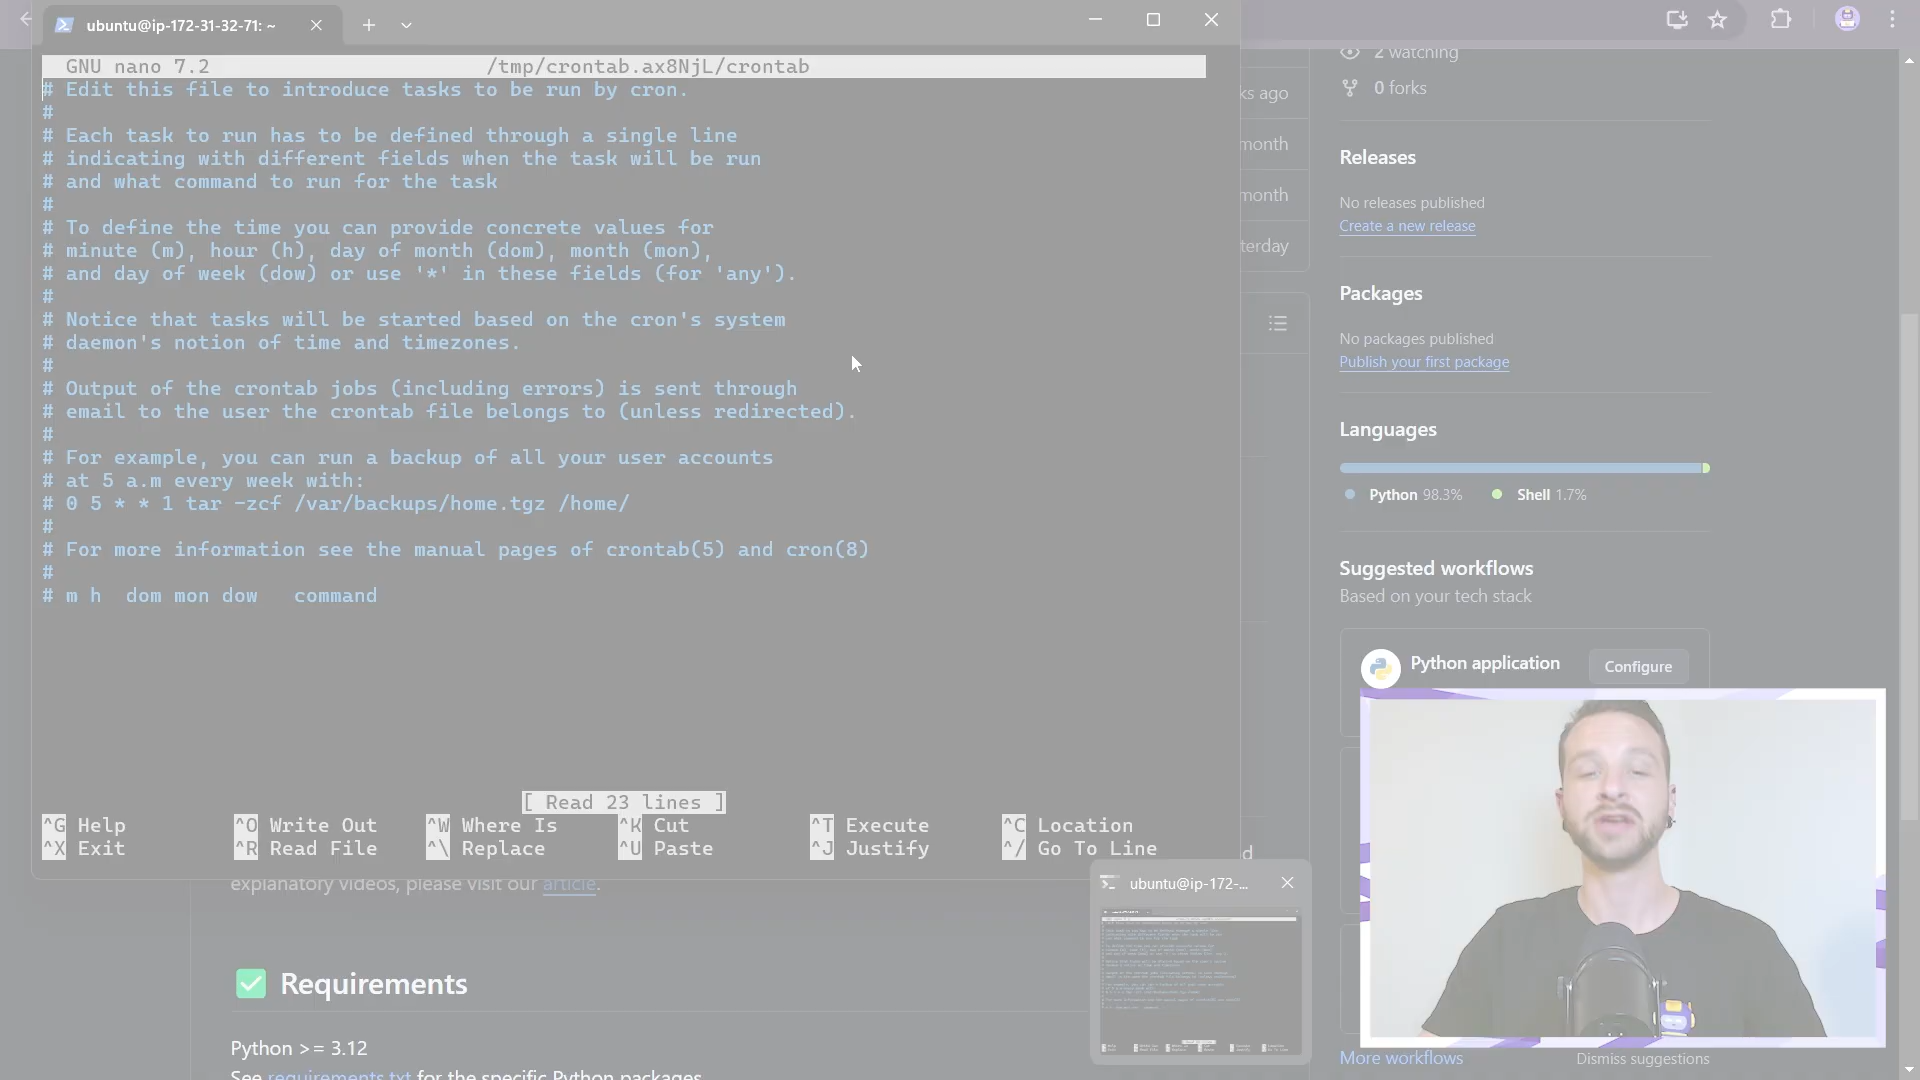 ubuntu@ip-172-31-32-71: ~
GNU nano 7.2 /tmp/crontab.ax8NjL/crontab
# Edit this file to introduce tasks to be run by cron.
#
# Each task to run has to be defined through a single line
# indicating with different fields when the task will be run
# and what command to run for the task
#
# To define the time you can provide concrete values for
# minute (m), hour (h), day of month (dom), month (mon),
# and day of week (dow) or use '*' in these fields (for 'any').
#
# Notice that tasks will be started based on the cron's system
# daemon's notion of time and timezones.
#
# Output of the crontab jobs (including errors) is sent through
# email to the user the crontab file belongs to (unless redirected).
#
# For example, you can run a backup of all your user accounts
# at 5 a.m every week with:
# 0 5 * * 1 tar -zcf /var/backups/home.tgz /home/
#
# For more information see the manual pages of crontab(5) and cron(8)
#
# m h  dom mon dow   command
[ Read 23 lines ]
^G Help ^O Write Out ^W Where Is ^K Cut ^T Execute ^C Location
^X Exit ^R Read File ^\ Replace ^U Paste ^J Justify ^/ Go To Line
ubuntu@ip-172-...
ks ago
month
month
terday
d
explanatory videos, please visit our article.
Requirements
Python >= 3.12
See requirements.txt for the specific Python packages
2 watching
0 forks
Releases
No releases published
Create a new release
Packages
No packages published
Publish your first package
Languages
Python 98.3% Shell 1.7%
Suggested workflows
Based on your tech stack
Python application
Configure
More workflows
Dismiss suggestions